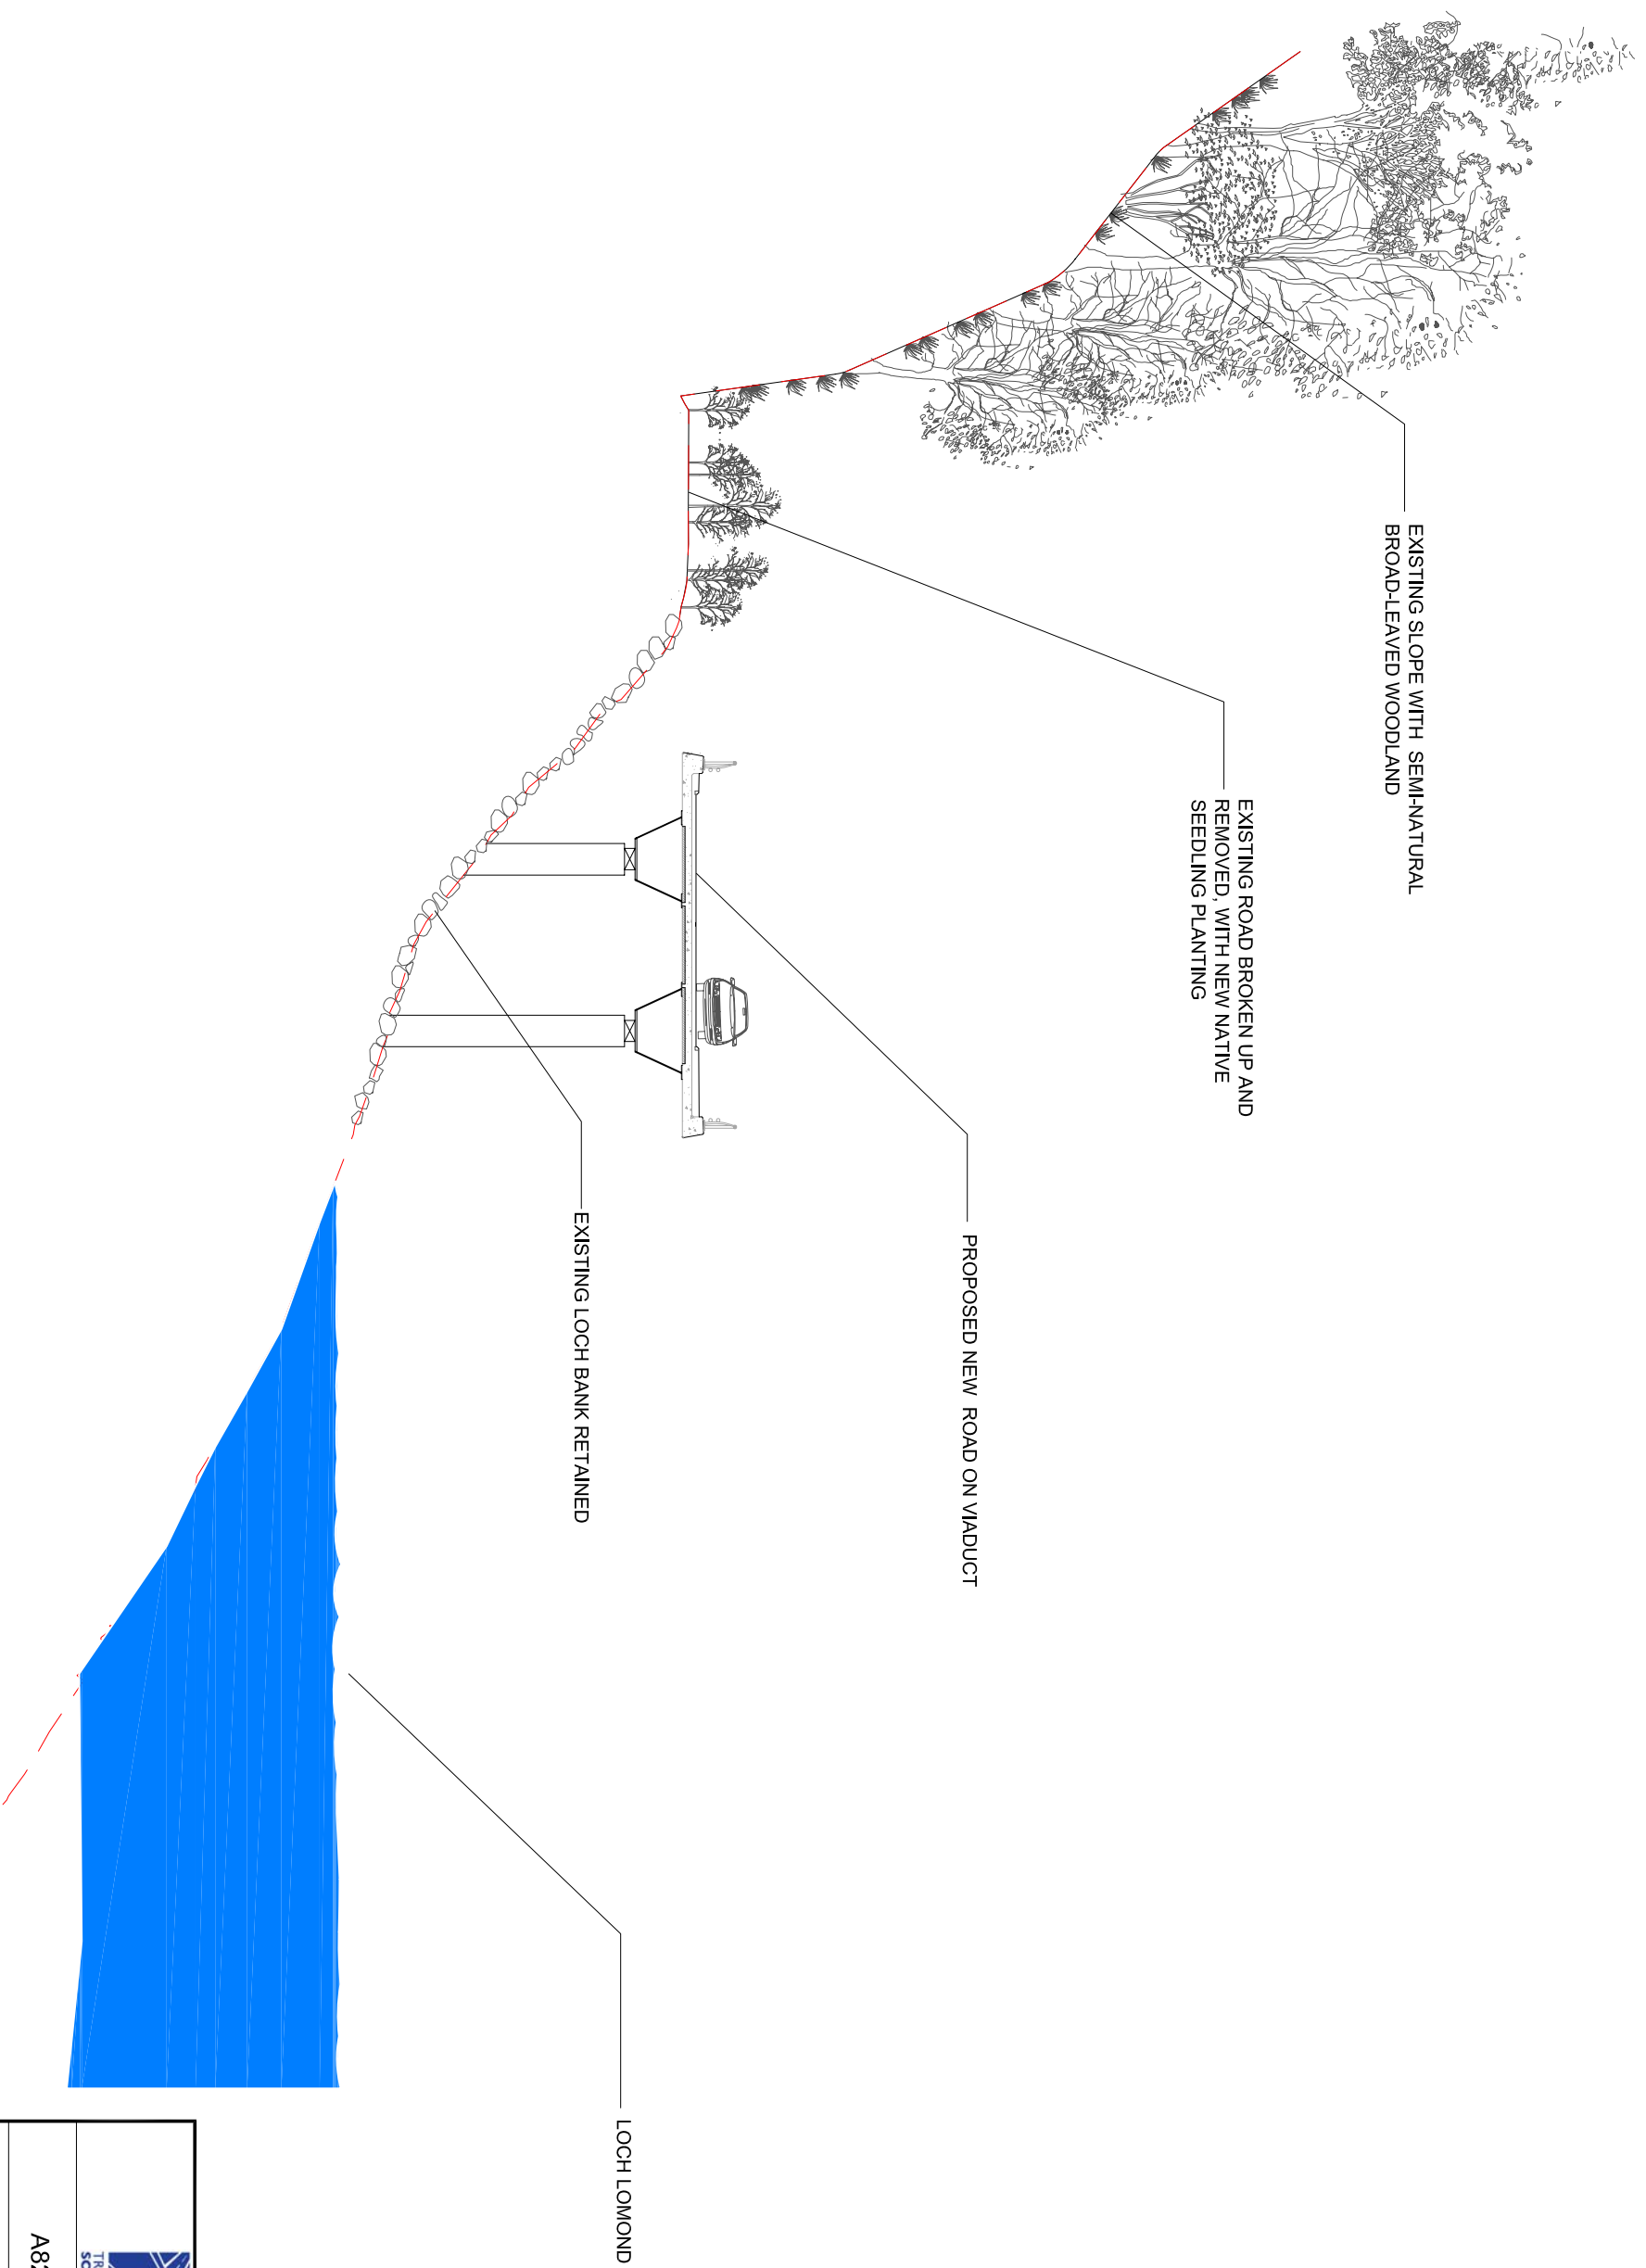 EXISTING SLOPE WITH SEMI-NATURAL
BROAD-LEAVED WOODLAND
EXISTING ROAD BROKEN UP AND
REMOVED, WITH NEW NATIVE
SEEDLING PLANTING
PROPOSED NEW ROAD ON VIADUCT
EXISTING LOCH BANK RETAINED
LOCH LOMOND